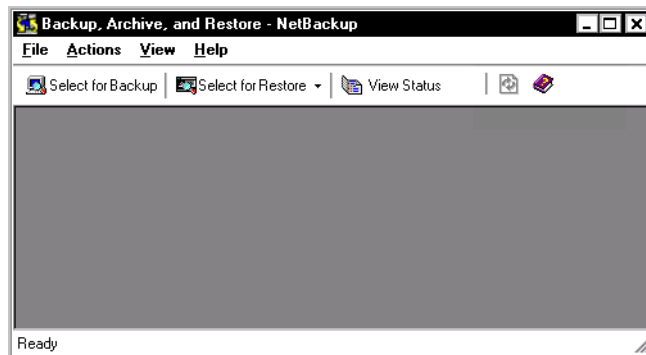 Backup, Archive, and Restore - NetBackup
File Actions View Help
Select for Backup Select for Restore View Status
Ready